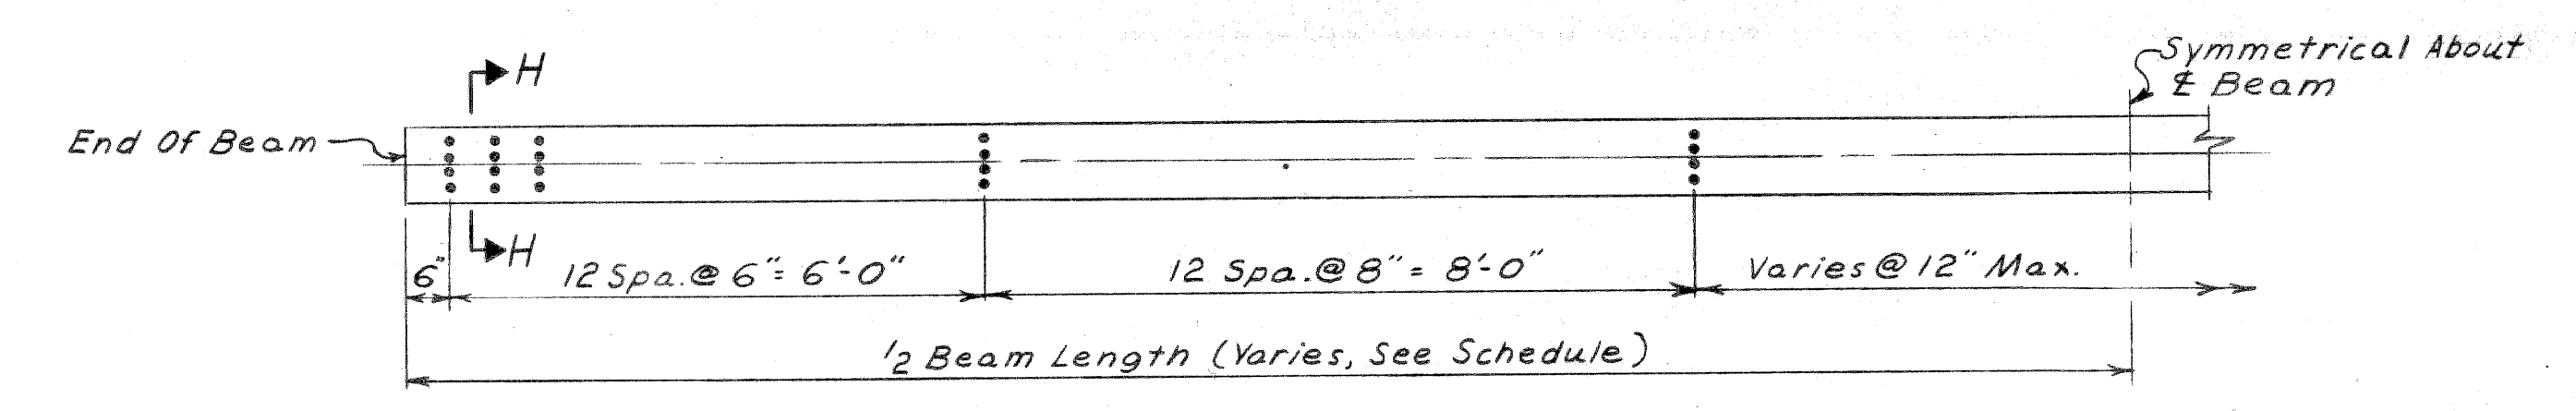 Symmetrical About
℄ Beam
H
End Of Beam
H
6"
12 Spa.@ 6"= 6'-0"
12 Spa.@ 8"= 8'-0"
Varies @ 12" Max.
1/2 Beam Length (Varies, See Schedule)